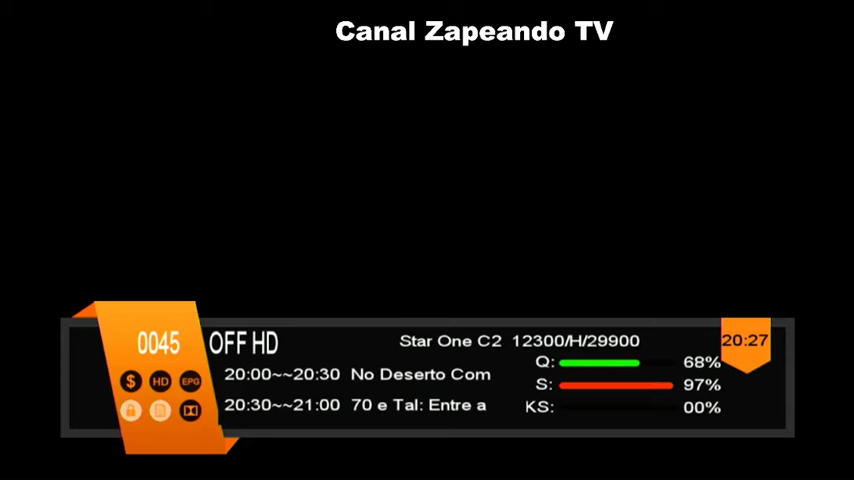 Canal Zapeando TV
0045 OFF HD Star One C2 12300/H/29900 20:27
Q: 68%
$ HD EPG 20:00~~20:30 No Deserto Com
S: 97%
20:30~~21:00 70 e Tal: Entre a
KS: 00%